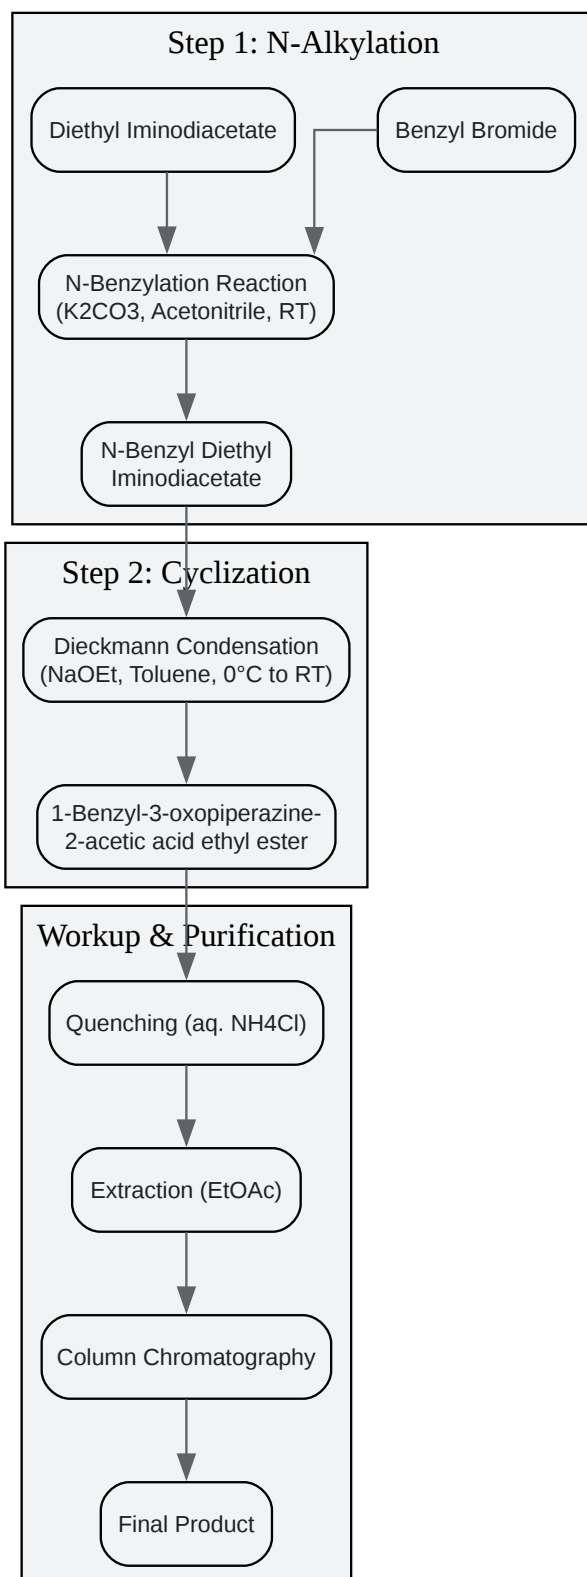 Step 1: N-Alkylation
Diethyl Iminodiacetate
Benzyl Bromide
N-Benzylation Reaction
(K2CO3, Acetonitrile, RT)
N-Benzyl Diethyl
Iminodiacetate
Step 2: Cyclization
Dieckmann Condensation
(NaOEt, Toluene, 0°C to RT)
1-Benzyl-3-oxopiperazine-
2-acetic acid ethyl ester
Workup & Purification
Quenching (aq. NH4Cl)
Extraction (EtOAc)
Column Chromatography
Final Product